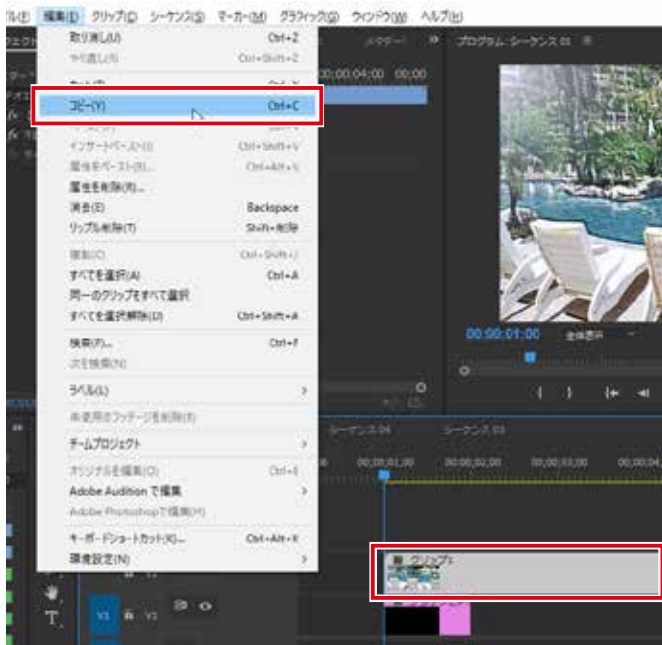 編集(E) クリップ(C) シーケンス(S) マーカー(M) グラフィック(G) ウィンドウ(W) ヘルプ(H)
取り消し(U) Ctrl+Z
やり直し(R) Ctrl+Shift+Z
コピー(Y) Ctrl+C
インサートペースト(I) Ctrl+Shift+V
属性をペースト(B)... Ctrl+Alt+V
属性を削除(R)...
消去(E) Backspace
リップル削除(T) Shift+削除
複製(C) Ctrl+Shift+/
すべてを選択(A) Ctrl+A
同一のクリップをすべて選択
すべてを選択解除(D) Ctrl+Shift+A
検索(F)... Ctrl+F
次を検索(N)
ラベル(L)
未使用のフッテージを削除(R)
チームプロジェクト
オリジナルを編集(O) Ctrl+E
Adobe Audition で編集
Adobe Photoshop で編集(H)
キーボードショートカット(K)... Ctrl+Alt+K
環境設定(N)
プログラム: シーケンス 01
00;00;04;00
00;00;01;00 全体表示
シーケンス 04 シーケンス 03
00;00;01;00 00;00;02;00 00;00;03;00 00;00;04
クリップ1
V1 V1